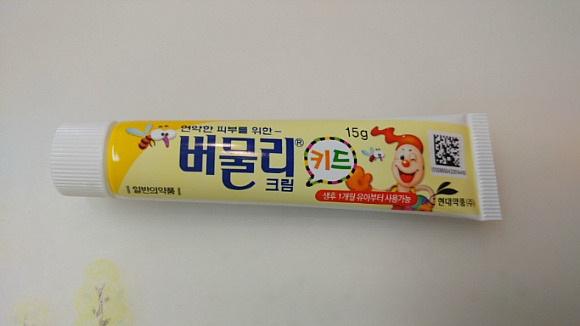 연약한 피부를 위한
버물리®
키드
크림
15g
일반의약품
생후 1개월 유아부터 사용가능
현대약품(주)